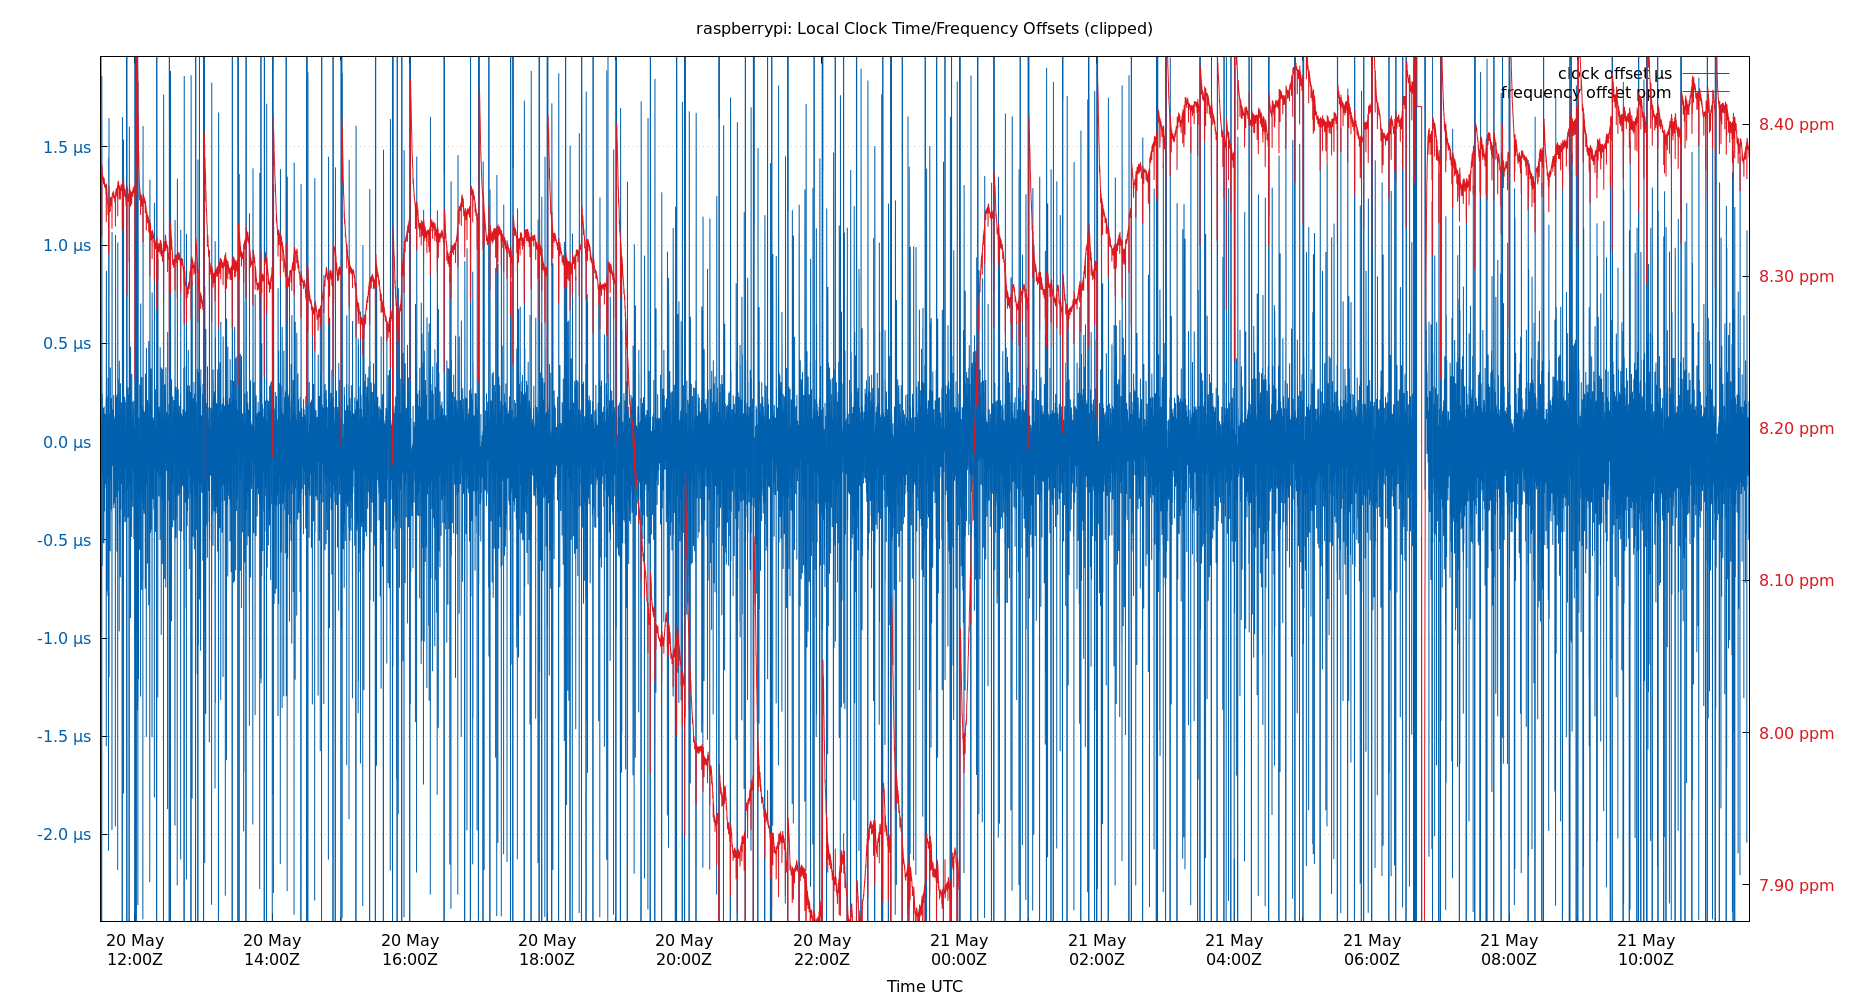 raspberrypi: Local Clock Time/Frequency Offsets (clipped)
clock offset µs
frequency offset ppm
1.5 µs
1.0 µs
0.5 µs
0.0 µs
-0.5 µs
-1.0 µs
-1.5 µs
-2.0 µs
8.40 ppm
8.30 ppm
8.20 ppm
8.10 ppm
8.00 ppm
7.90 ppm
20 May 20 May 20 May 20 May 20 May 20 May 21 May 21 May 21 May 21 May 21 May 21 May
12:00Z 14:00Z 16:00Z 18:00Z 20:00Z 22:00Z 00:00Z 02:00Z 04:00Z 06:00Z 08:00Z 10:00Z
Time UTC